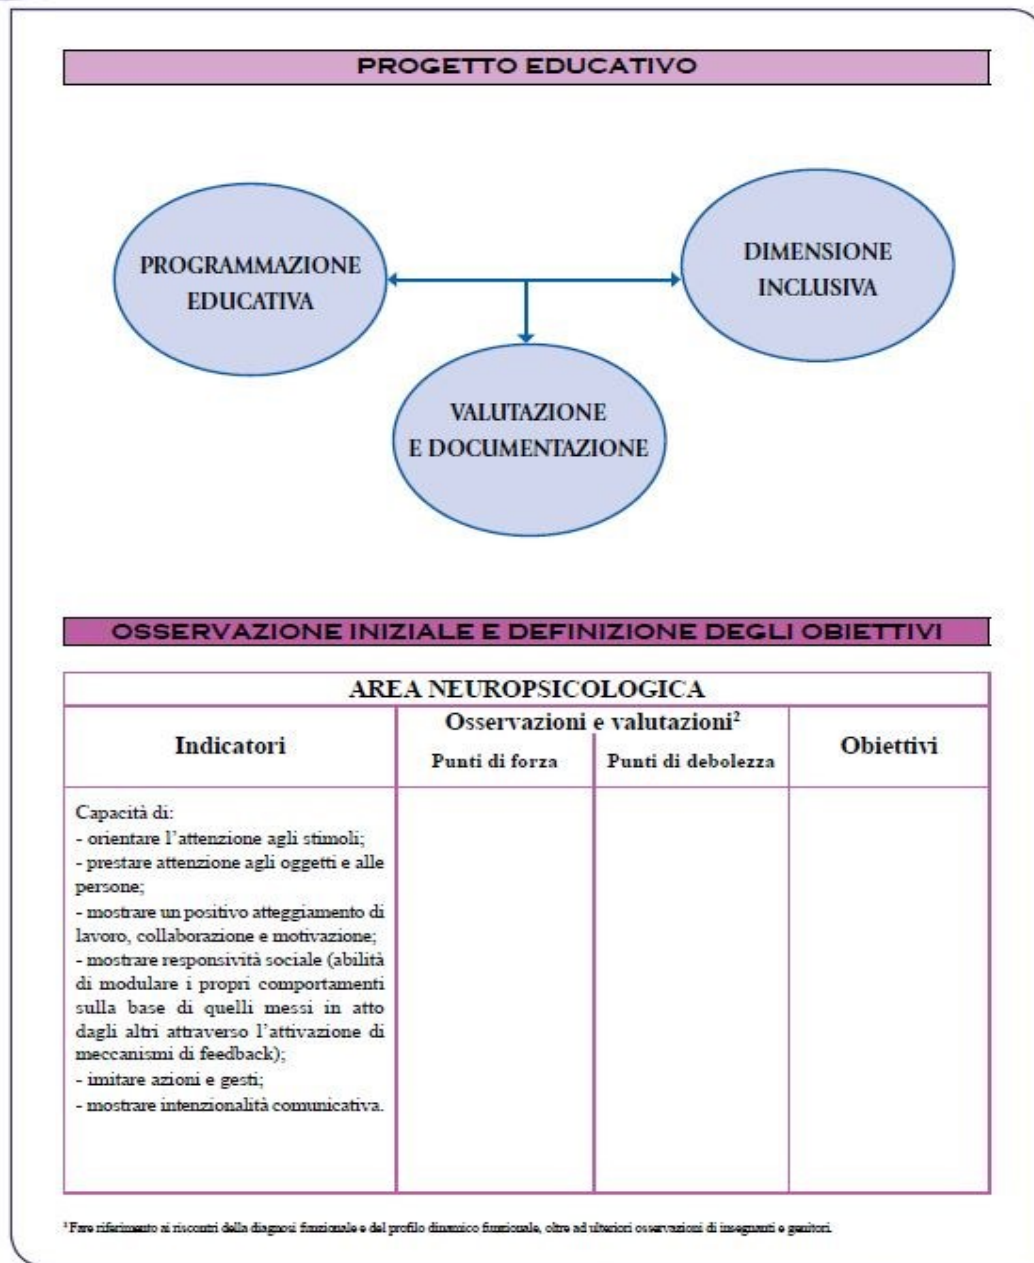 PROGETTO EDUCATIVO
PROGRAMMAZIONE
EDUCATIVA
DIMENSIONE
INCLUSIVA
VALUTAZIONE
E DOCUMENTAZIONE
OSSERVAZIONE INIZIALE E DEFINIZIONE DEGLI OBIETTIVI
AREA NEUROPSICOLOGICA
Indicatori
Osservazioni e valutazioni²
Punti di forza
Punti di debolezza
Obiettivi
Capacità di:
- orientare l'attenzione agli stimoli;
- prestare attenzione agli oggetti e alle
persone;
- mostrare un positivo atteggiamento di
lavoro, collaborazione e motivazione;
- mostrare responsività sociale (abilità
di modulare i propri comportamenti
sulla base di quelli messi in atto
dagli altri attraverso l'attivazione di
meccanismi di feedback);
- imitare azioni e gesti;
- mostrare intenzionalità comunicativa.
² Fare riferimento ai riscontri della diagnosi funzionale e del profilo dinamico funzionale, oltre ad ulteriori osservazioni di insegnanti e genitori.